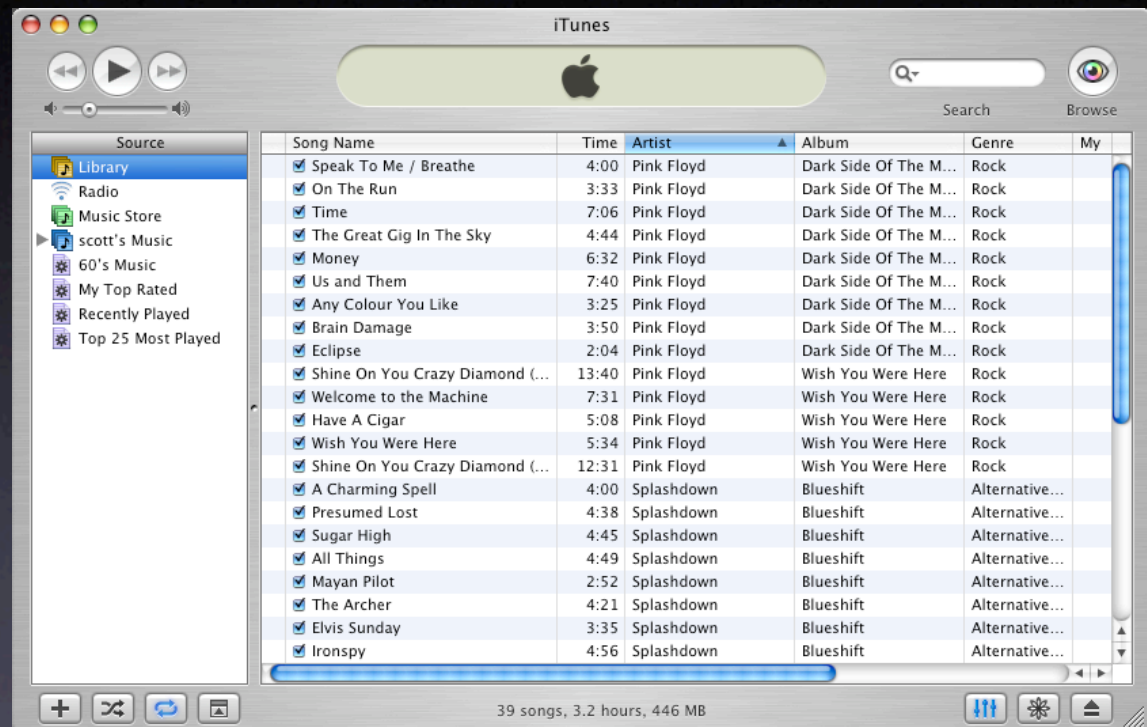 iTunes
Search
Browse
Source
Library
Radio
Music Store
scott's Music
60's Music
My Top Rated
Recently Played
Top 25 Most Played
Song Name Time Artist Album Genre My
Speak To Me / Breathe 4:00 Pink Floyd Dark Side Of The M... Rock
On The Run 3:33 Pink Floyd Dark Side Of The M... Rock
Time 7:06 Pink Floyd Dark Side Of The M... Rock
The Great Gig In The Sky 4:44 Pink Floyd Dark Side Of The M... Rock
Money 6:32 Pink Floyd Dark Side Of The M... Rock
Us and Them 7:40 Pink Floyd Dark Side Of The M... Rock
Any Colour You Like 3:25 Pink Floyd Dark Side Of The M... Rock
Brain Damage 3:50 Pink Floyd Dark Side Of The M... Rock
Eclipse 2:04 Pink Floyd Dark Side Of The M... Rock
Shine On You Crazy Diamond (... 13:40 Pink Floyd Wish You Were Here Rock
Welcome to the Machine 7:31 Pink Floyd Wish You Were Here Rock
Have A Cigar 5:08 Pink Floyd Wish You Were Here Rock
Wish You Were Here 5:34 Pink Floyd Wish You Were Here Rock
Shine On You Crazy Diamond (... 12:31 Pink Floyd Wish You Were Here Rock
A Charming Spell 4:00 Splashdown Blueshift Alternative...
Presumed Lost 4:38 Splashdown Blueshift Alternative...
Sugar High 4:45 Splashdown Blueshift Alternative...
All Things 4:49 Splashdown Blueshift Alternative...
Mayan Pilot 2:52 Splashdown Blueshift Alternative...
The Archer 4:21 Splashdown Blueshift Alternative...
Elvis Sunday 3:35 Splashdown Blueshift Alternative...
Ironspy 4:56 Splashdown Blueshift Alternative...
39 songs, 3.2 hours, 446 MB